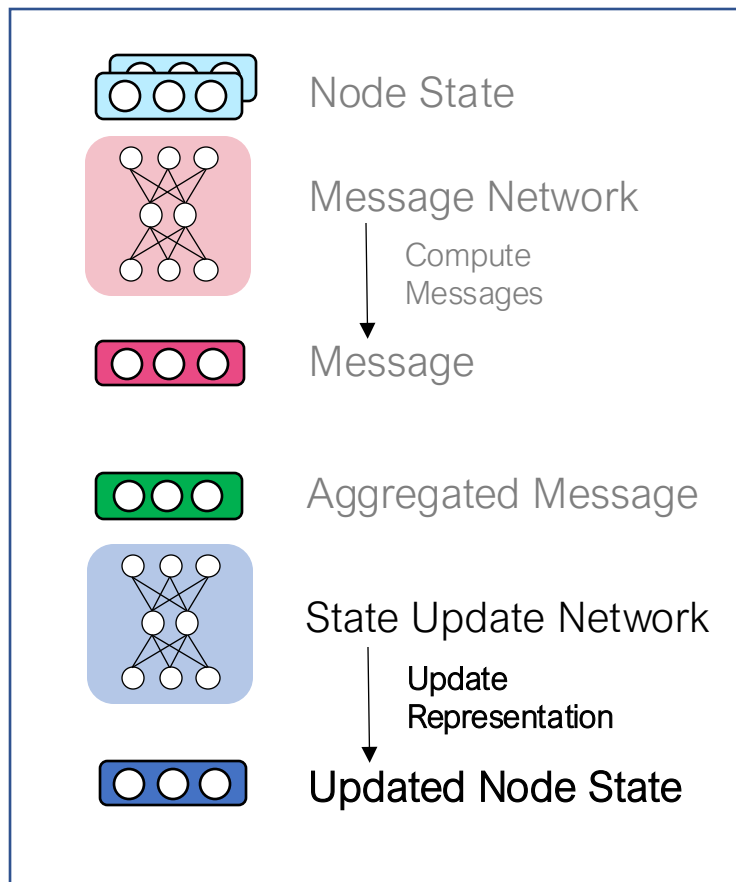 Node State
Message Network
Compute
Messages
Message
Aggregated Message
State Update Network
Update
Representation
Updated Node State